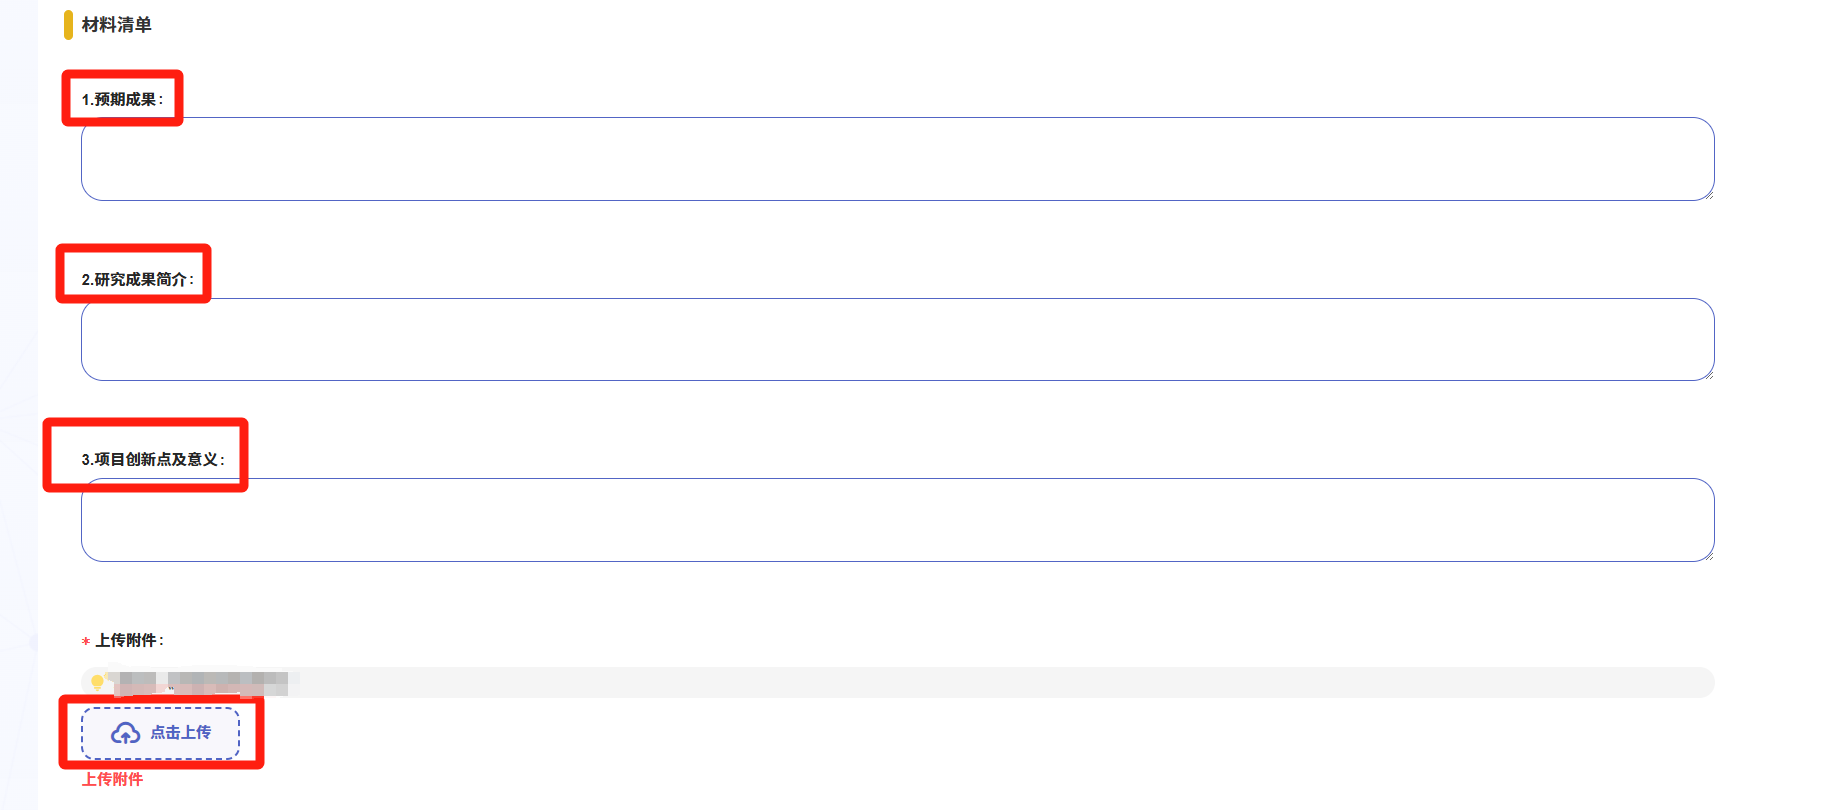 材料清单
1.预期成果：
2.研究成果简介：
3.项目创新点及意义：
* 上传附件：
点击上传
上传附件